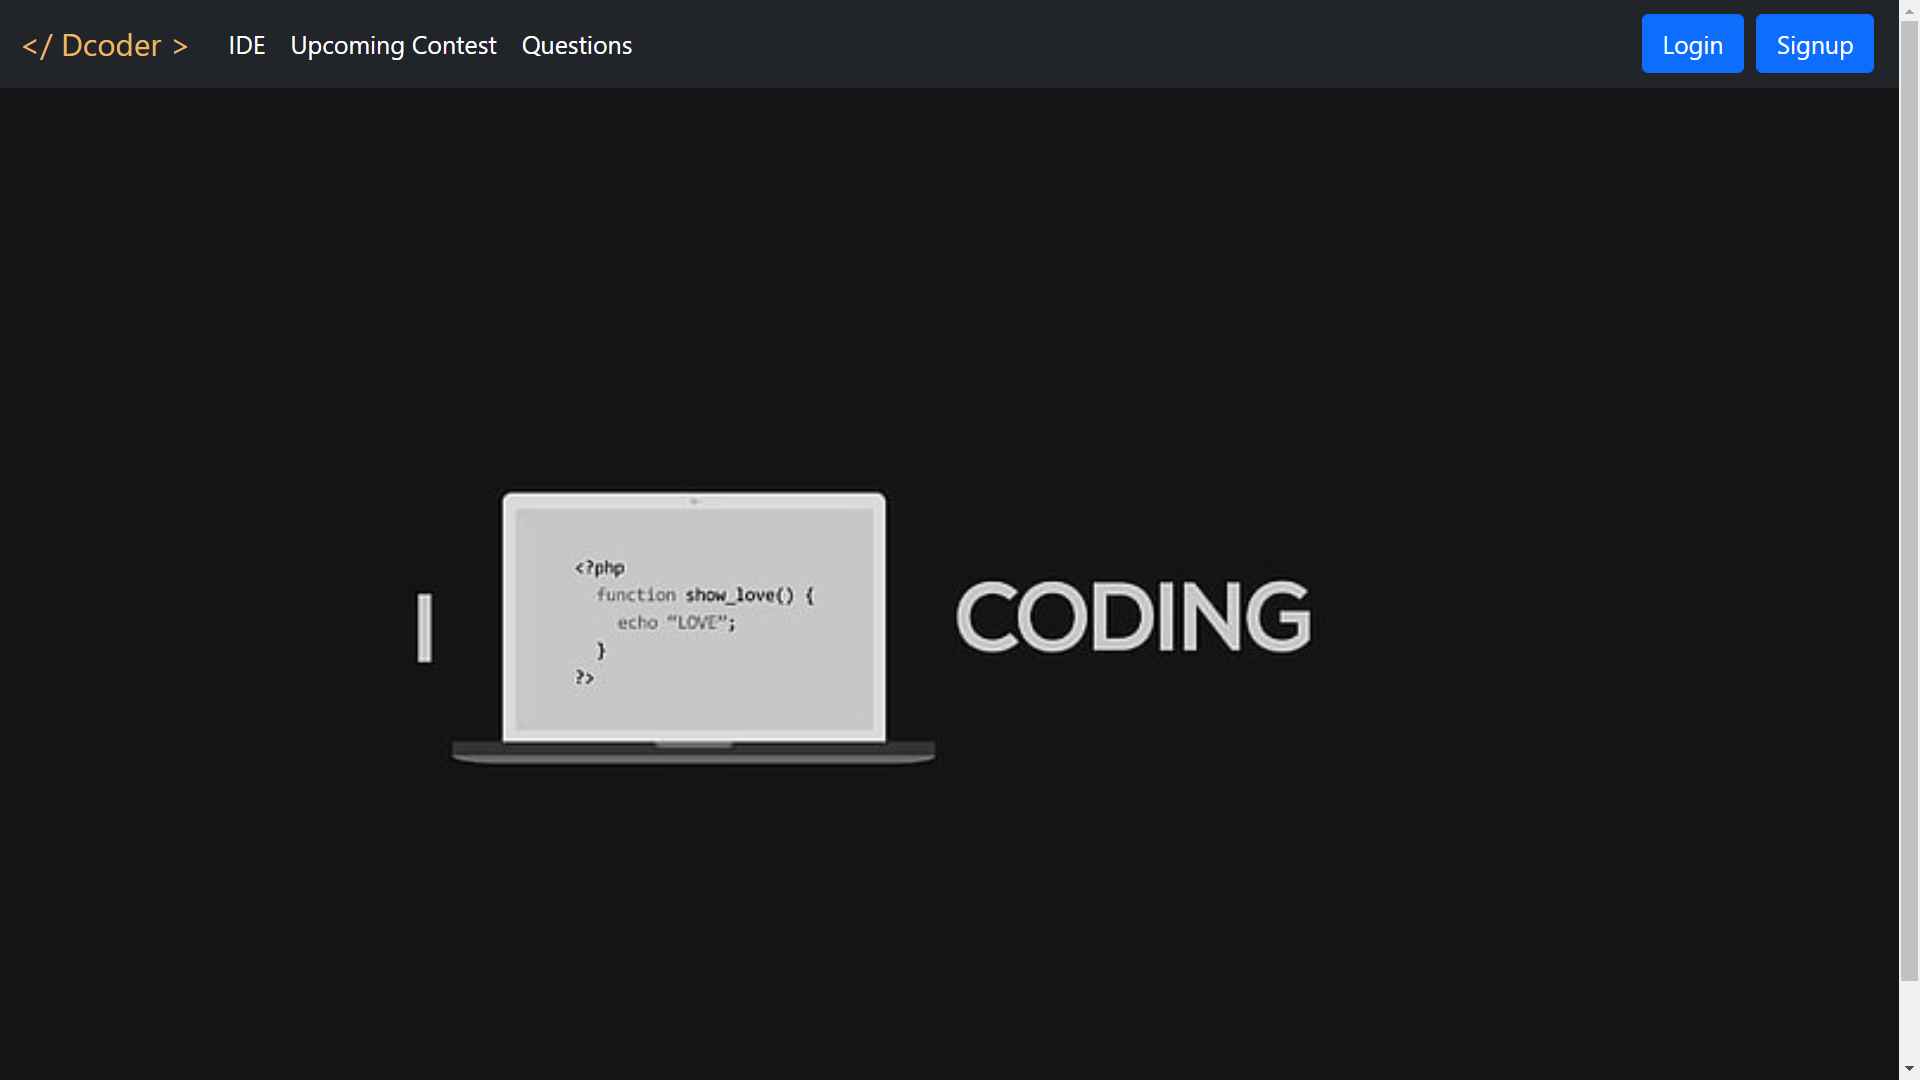 </ Dcoder > IDE Upcoming Contest Questions Login Signup
<?php
function show_love() {
echo “LOVE”;
}
?>
I CODING